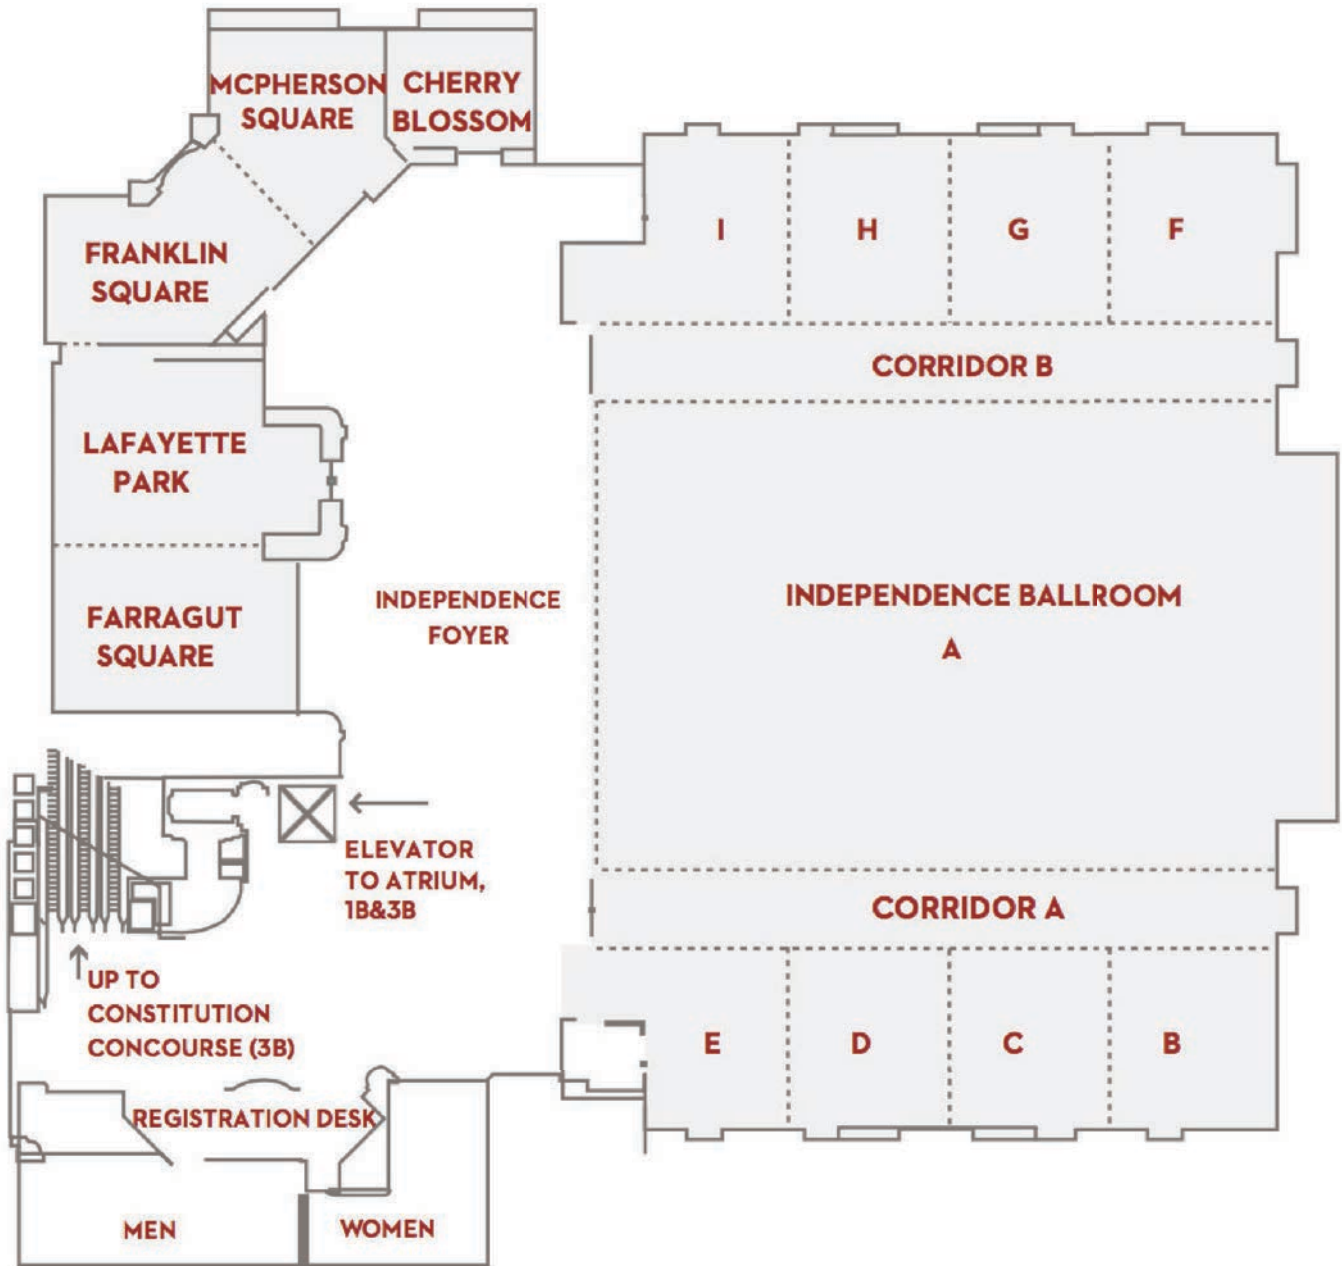 MCPHERSON
SQUARE
CHERRY
BLOSSOM
I
H
G
F
FRANKLIN
SQUARE
CORRIDOR B
LAFAYETTE
PARK
INDEPENDENCE BALLROOM
A
INDEPENDENCE
FOYER
FARRAGUT
SQUARE
ELEVATOR
TO ATRIUM,
1B&3B
CORRIDOR A
UP TO
CONSTITUTION
CONCOURSE (3B)
E
D
C
B
REGISTRATION DESK
MEN
WOMEN